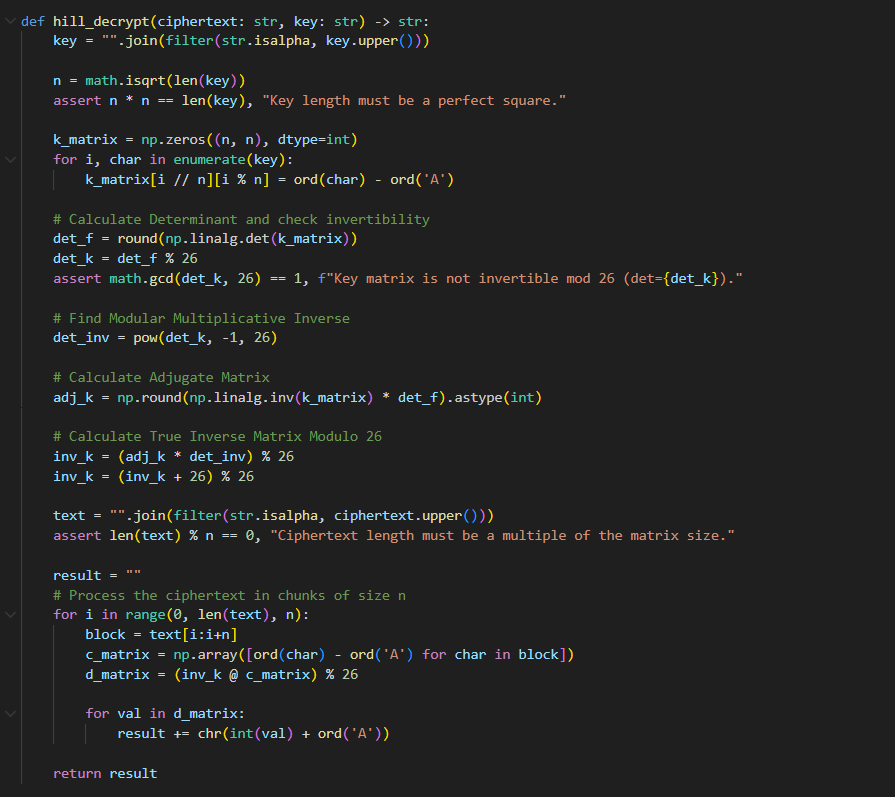 def hill_decrypt(ciphertext: str, key: str) -> str:
    key = "".join(filter(str.isalpha, key.upper()))

    n = math.isqrt(len(key))
    assert n * n == len(key), "Key length must be a perfect square."

    k_matrix = np.zeros((n, n), dtype=int)
    for i, char in enumerate(key):
        k_matrix[i // n][i % n] = ord(char) - ord('A')

    # Calculate Determinant and check invertibility
    det_f = round(np.linalg.det(k_matrix))
    det_k = det_f % 26
    assert math.gcd(det_k, 26) == 1, f"Key matrix is not invertible mod 26 (det={det_k})."

    # Find Modular Multiplicative Inverse
    det_inv = pow(det_k, -1, 26)

    # Calculate Adjugate Matrix
    adj_k = np.round(np.linalg.inv(k_matrix) * det_f).astype(int)

    # Calculate True Inverse Matrix Modulo 26
    inv_k = (adj_k * det_inv) % 26
    inv_k = (inv_k + 26) % 26

    text = "".join(filter(str.isalpha, ciphertext.upper()))
    assert len(text) % n == 0, "Ciphertext length must be a multiple of the matrix size."

    result = ""
    # Process the ciphertext in chunks of size n
    for i in range(0, len(text), n):
        block = text[i:i+n]
        c_matrix = np.array([ord(char) - ord('A') for char in block])
        d_matrix = (inv_k @ c_matrix) % 26

        for val in d_matrix:
            result += chr(int(val) + ord('A'))

    return result